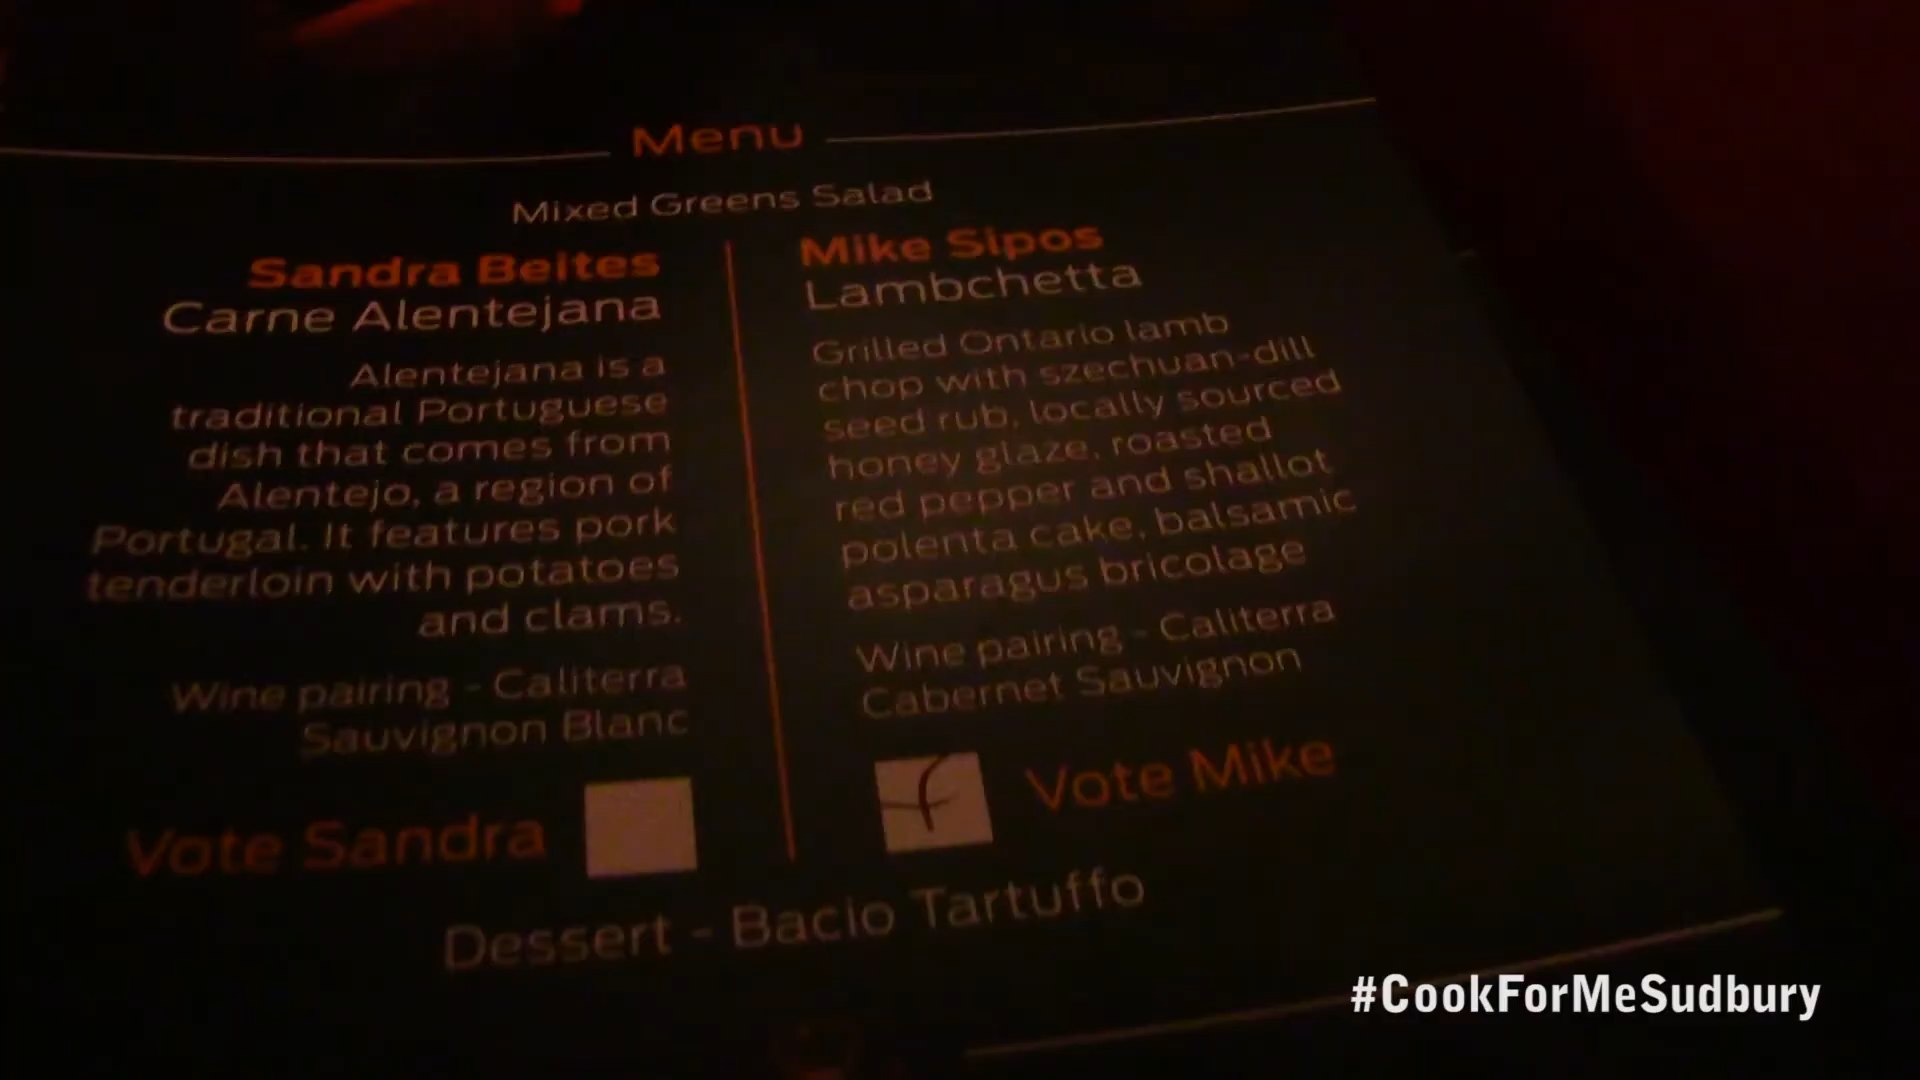 Menu
Mixed Greens Salad
Sandra Beites
Carne Alentejana
Alentejana is a
traditional Portuguese
dish that comes from
Alentejo, a region of
Portugal. It features pork
tenderloin with potatoes
and clams.
Wine pairing - Caliterra
Sauvignon Blanc
Vote Sandra
Mike Sipos
Lambchetta
Grilled Ontario lamb
chop with szechuan-dill
seed rub, locally sourced
honey glaze, roasted
red pepper and shallot
polenta cake, balsamic
asparagus bricolage
Wine pairing - Caliterra
Cabernet Sauvignon
Vote Mike
Dessert - Bacio Tartuffo
#CookForMeSudbury